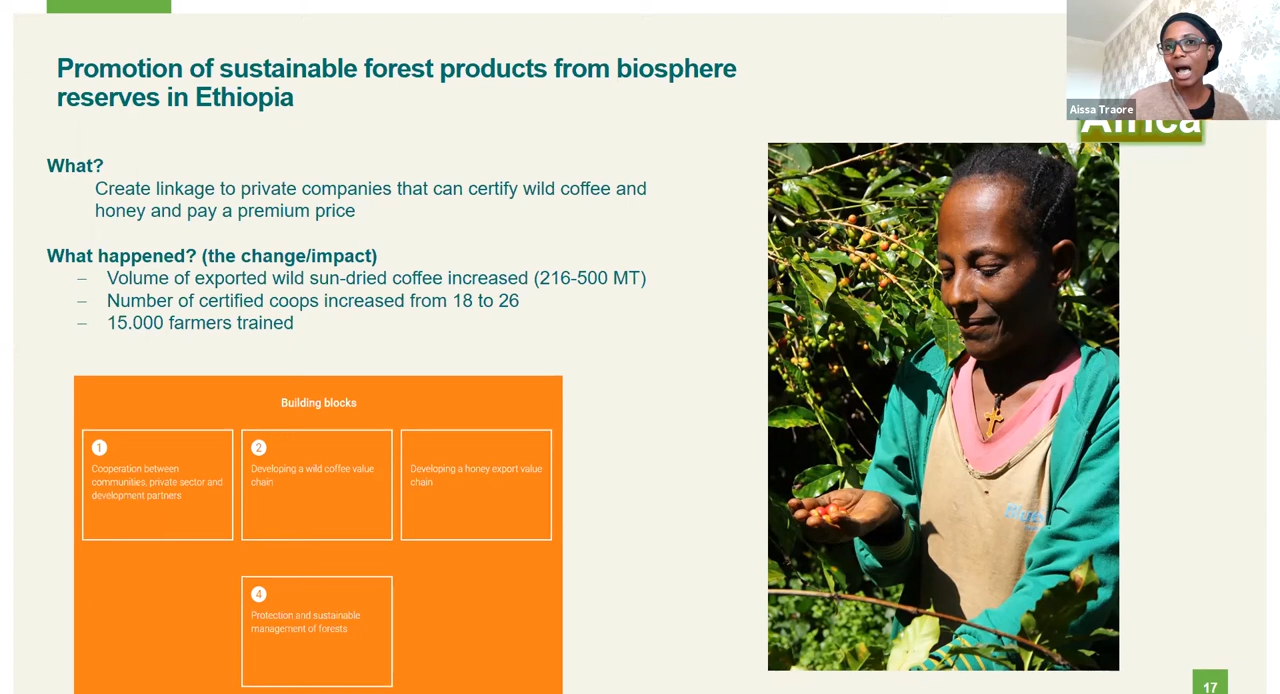 Promotion of sustainable forest products from biosphere
reserves in Ethiopia
Aissa Traore
Africa
What?
Create linkage to private companies that can certify wild coffee and
honey and pay a premium price
What happened? (the change/impact)
– Volume of exported wild sun-dried coffee increased (216-500 MT)
– Number of certified coops increased from 18 to 26
– 15.000 farmers trained
Building blocks
1
Cooperation between
communities, private sector and
development partners
2
Developing a wild coffee value
chain
Developing a honey export value
chain
4
Protection and sustainable
management of forests
17